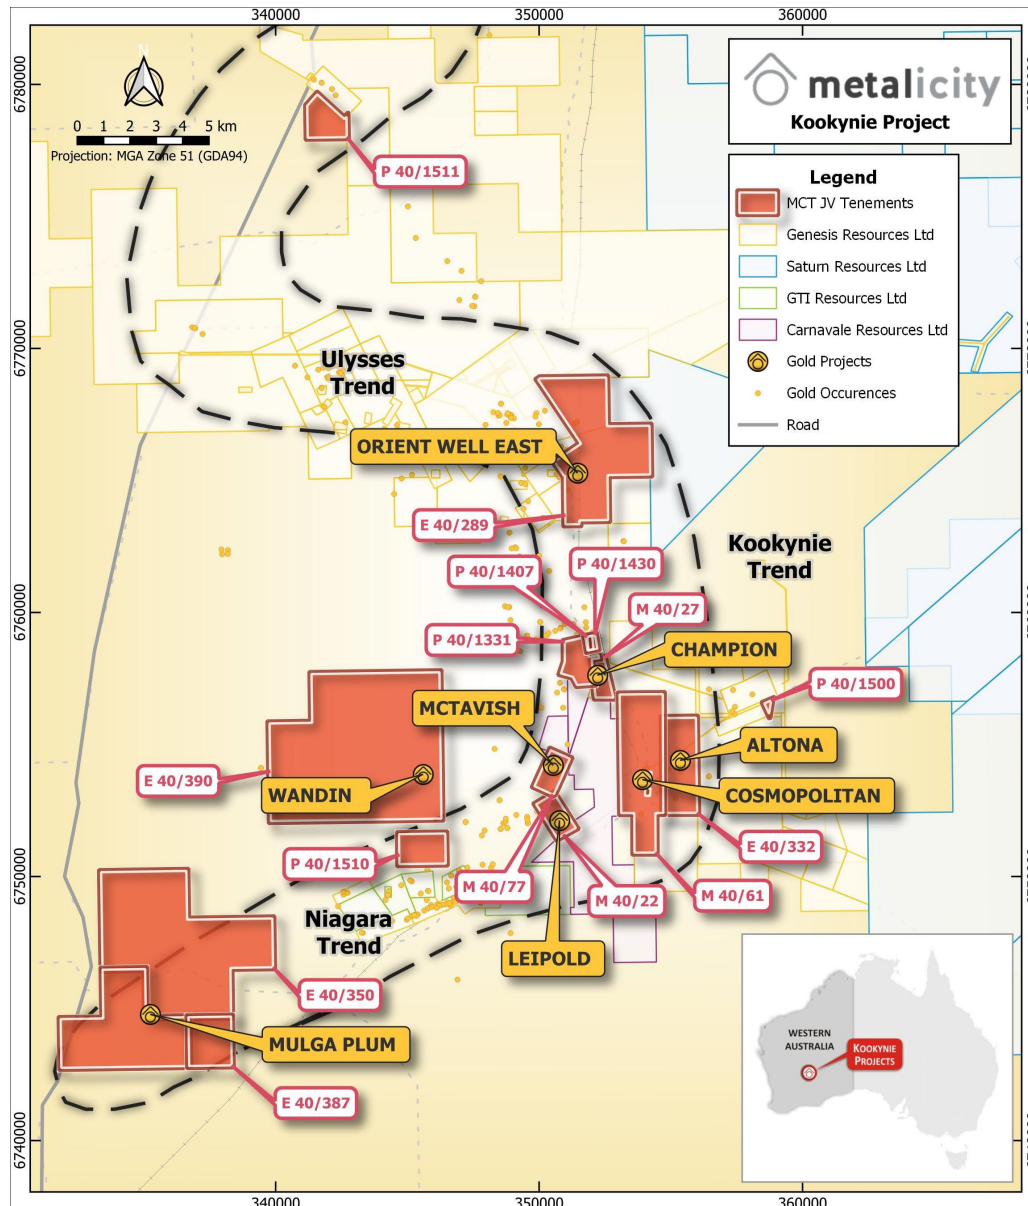 340000
350000
360000
6780000
6770000
6760000
6750000
6740000
N
0 1 2 3 4 5 km
Projection: MGA Zone 51 (GDA94)
metalicity
Kookynie Project
Legend
MCT JV Tenements
Genesis Resources Ltd
Saturn Resources Ltd
GTI Resources Ltd
Carnavale Resources Ltd
Gold Projects
Gold Occurences
Road
P 40/1511
Ulysses
Trend
ORIENT WELL EAST
E 40/289
Kookynie
Trend
P 40/1407
P 40/1430
M 40/27
P 40/1331
CHAMPION
P 40/1500
MCTAVISH
ALTONA
E 40/390
WANDIN
COSMOPOLITAN
E 40/332
P 40/1510
M 40/77
M 40/22
M 40/61
Niagara
Trend
LEIPOLD
E 40/350
MULGA PLUM
E 40/387
WESTERN
AUSTRALIA
KOOKYNIE
PROJECTS
340000
350000
360000